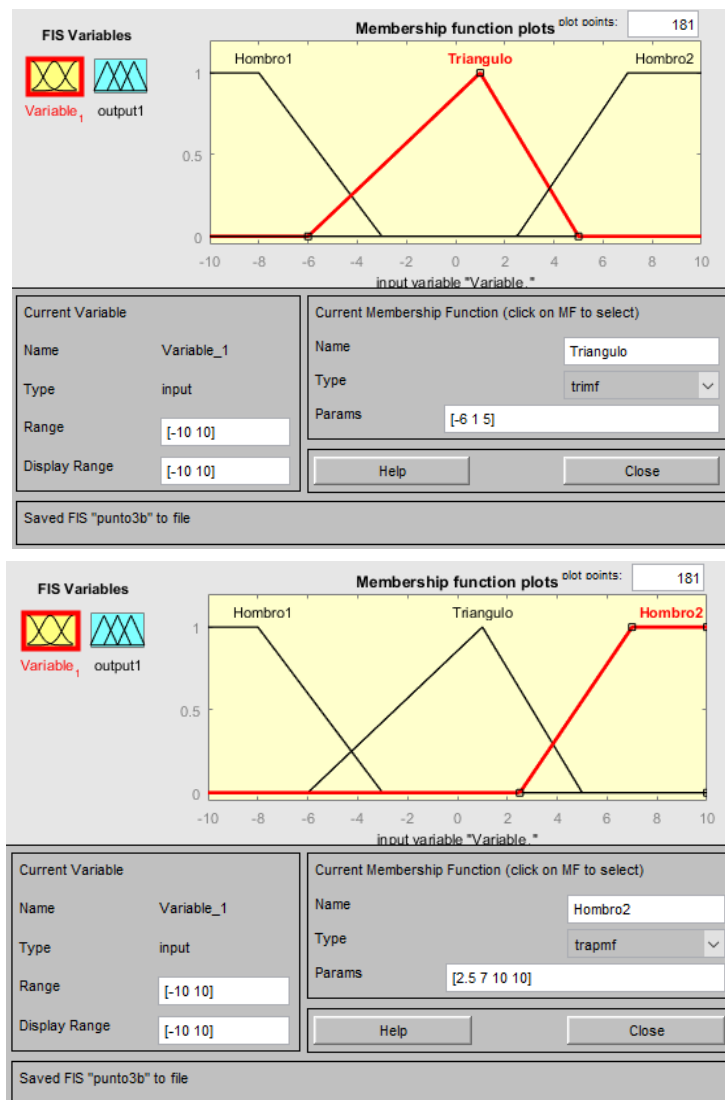 FIS Variables
Membership function plots plot points: 181
Hombro1 Triangulo Hombro2
Variable1 output1
1
0.5
0
-10 -8 -6 -4 -2 0 2 4 6 8 10
input variable "Variable1"
Current Variable
Current Membership Function (click on MF to select)
Name Variable_1
Name Triangulo
Type input
Type trimf
Range [-10 10]
Params [-6 1 5]
Display Range [-10 10]
Help Close
Saved FIS "punto3b" to file
FIS Variables
Membership function plots plot points: 181
Hombro1 Triangulo Hombro2
Variable1 output1
1
0.5
0
-10 -8 -6 -4 -2 0 2 4 6 8 10
input variable "Variable1"
Current Variable
Current Membership Function (click on MF to select)
Name Variable_1
Name Hombro2
Type input
Type trapmf
Range [-10 10]
Params [2.5 7 10 10]
Display Range [-10 10]
Help Close
Saved FIS "punto3b" to file